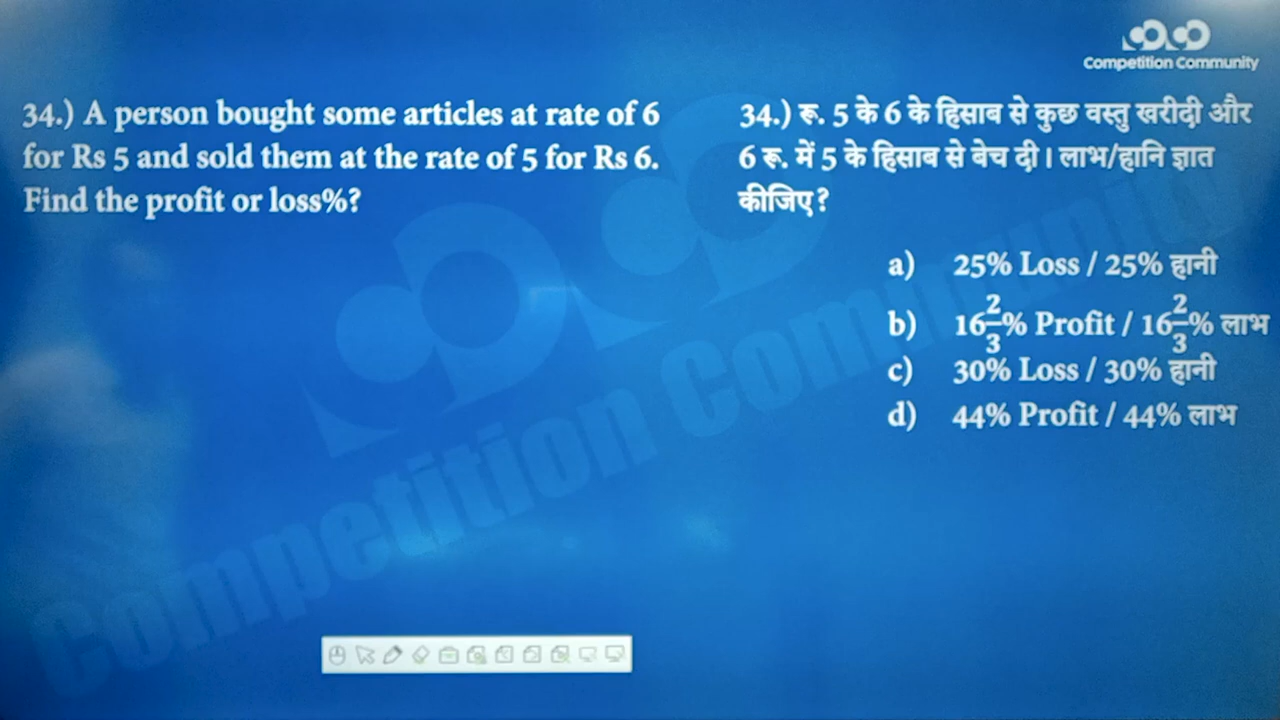 Competition Community
34.) A person bought some articles at rate of 6
for Rs 5 and sold them at the rate of 5 for Rs 6.
Find the profit or loss%?
34.) रू. 5 के 6 के हिसाब से कुछ वस्तु खरीदी और
6 रू. में 5 के हिसाब से बेच दी। लाभ/हानि ज्ञात
कीजिए?
a) 25% Loss / 25% हानी
b) 16 2/3% Profit / 16 2/3% लाभ
c) 30% Loss / 30% हानी
d) 44% Profit / 44% लाभ
Competition Community